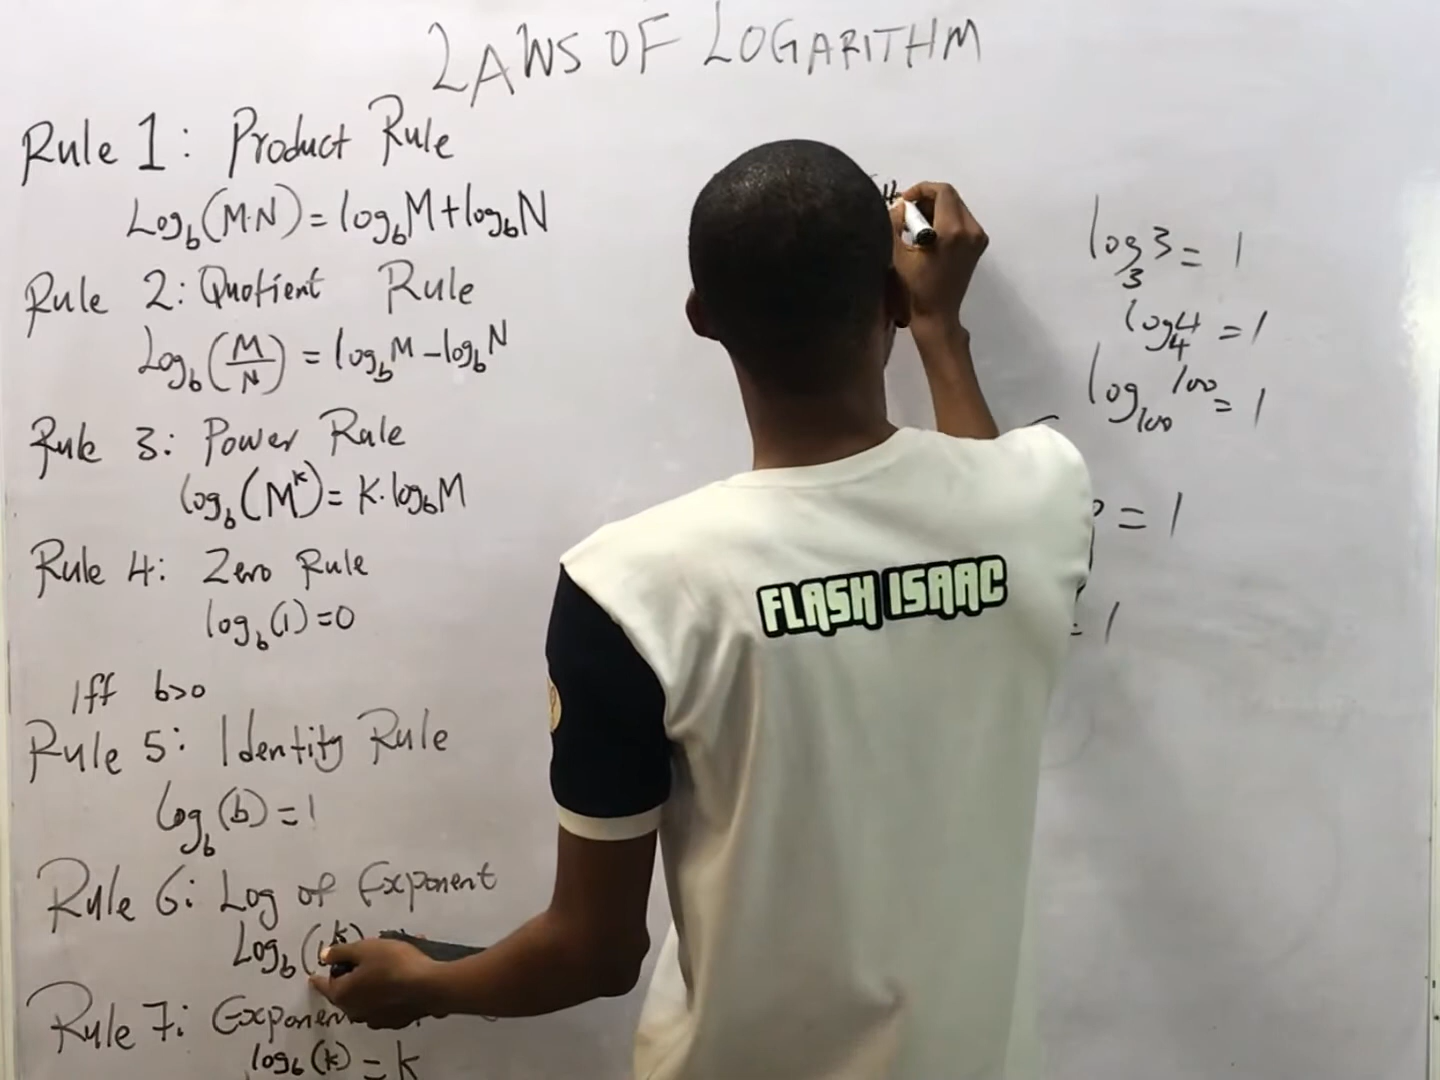 LAWS OF LOGARITHM
Rule 1: Product Rule
Log_b(M·N) = log_b M + log_b N
Rule 2: Quotient Rule
Log_b(M/N) = log_b M - log_b N
Rule 3: Power Rule
log_b(M^k) = K·log_b M
Rule 4: Zero Rule
log_b(1) = 0
Iff b>0
Rule 5: Identity Rule
Log_b(b) = 1
Rule 6: Log of Exponent
Log_b(
Rule 7:
log_b(k) = k
4
log_3 3 = 1
log_4 4 = 1
log_100 100 = 1
= 1
= 1
FLASH ISAAC